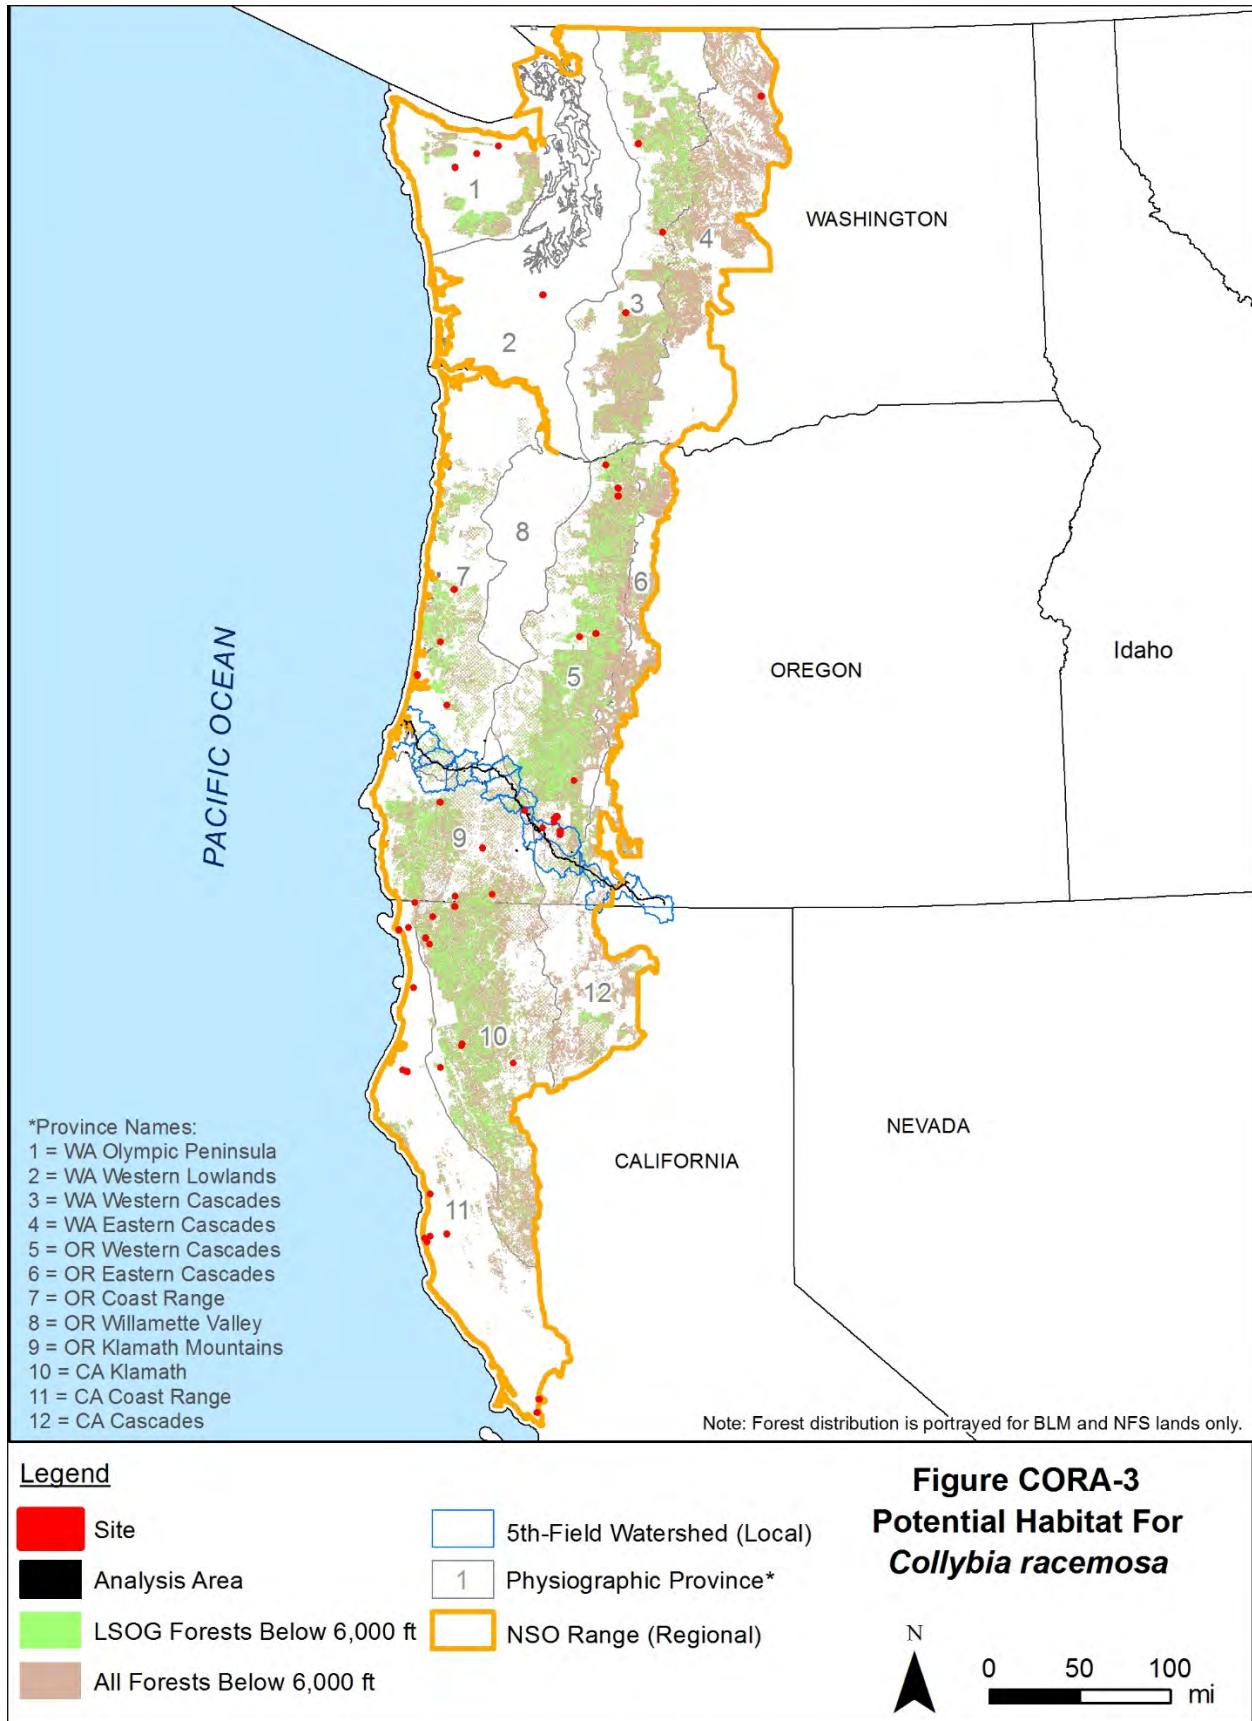 WASHINGTON
1
4
3
2
8
7
6
5
OREGON
Idaho
PACIFIC OCEAN
9
12
10
NEVADA
CALIFORNIA
11
*Province Names:
1 = WA Olympic Peninsula
2 = WA Western Lowlands
3 = WA Western Cascades
4 = WA Eastern Cascades
5 = OR Western Cascades
6 = OR Eastern Cascades
7 = OR Coast Range
8 = OR Willamette Valley
9 = OR Klamath Mountains
10 = CA Klamath
11 = CA Coast Range
12 = CA Cascades
Note: Forest distribution is portrayed for BLM and NFS lands only.
Legend
Site
Analysis Area
LSOG Forests Below 6,000 ft
All Forests Below 6,000 ft
5th-Field Watershed (Local)
1 Physiographic Province*
NSO Range (Regional)
Figure CORA-3
Potential Habitat For
Collybia racemosa
N
0 50 100
mi